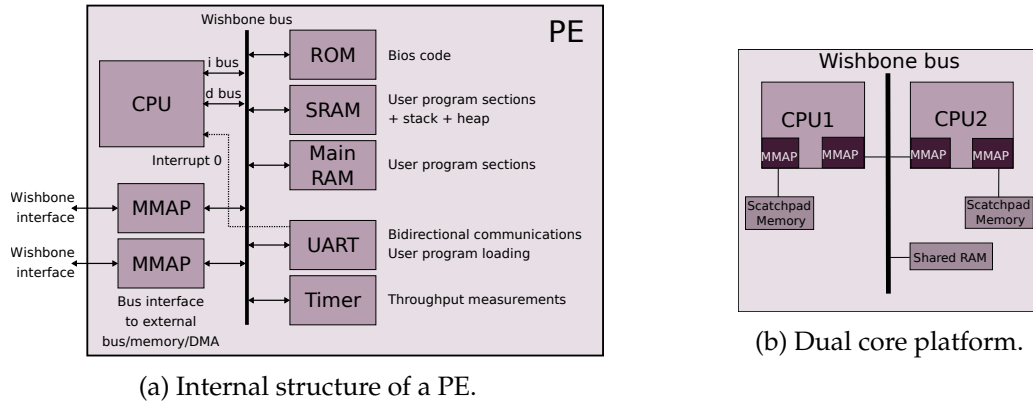 Wishbone bus
PE
CPU
i bus
d bus
Interrupt 0
ROM
Bios code
SRAM
User program sections
+ stack + heap
Main
RAM
User program sections
Wishbone
interface
MMAP
Wishbone
interface
MMAP
Bus interface
to external
bus/memory/DMA
UART
Bidirectional communications
User program loading
Timer
Throughput measurements
(a) Internal structure of a PE.
Wishbone bus
CPU1
MMAP
MMAP
CPU2
MMAP
MMAP
Scatchpad
Memory
Scatchpad
Memory
Shared RAM
(b) Dual core platform.